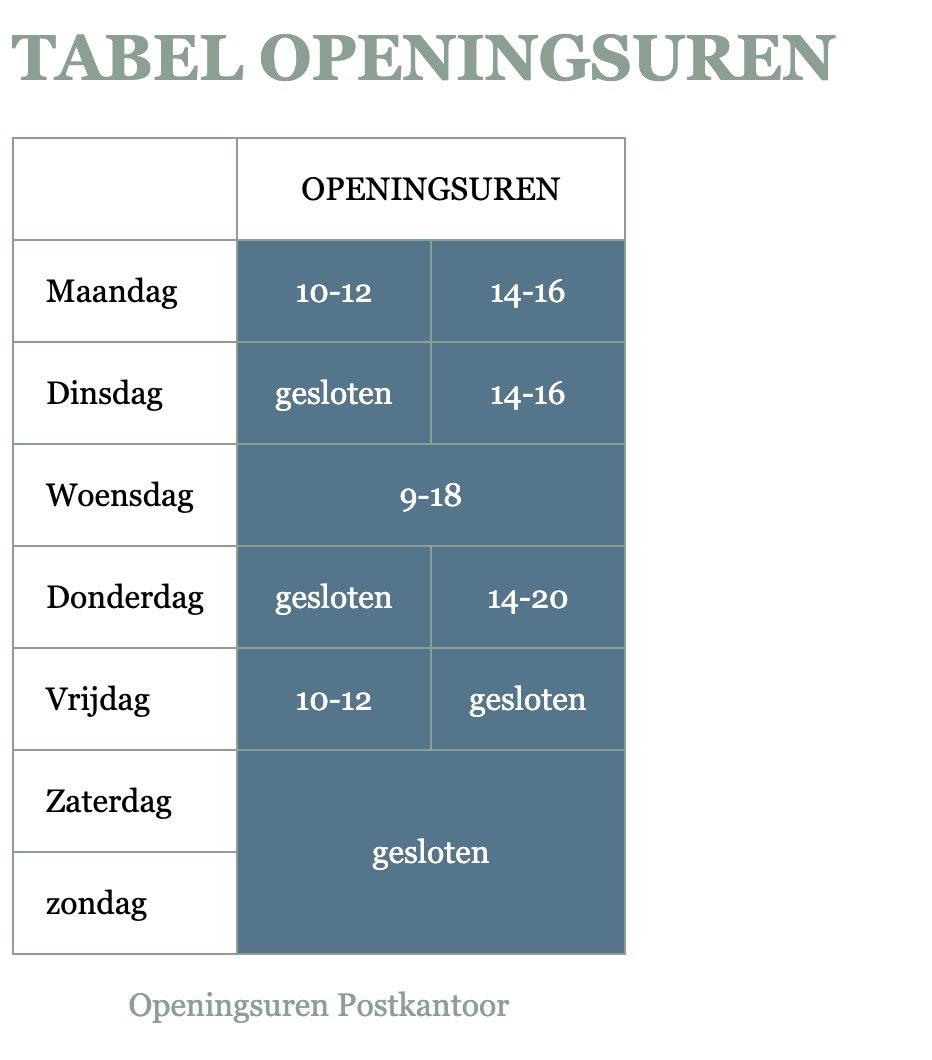 TABEL OPENINGSUREN
OPENINGSUREN
Maandag 10-12 14-16
Dinsdag gesloten 14-16
Woensdag 9-18
Donderdag gesloten 14-20
Vrijdag 10-12 gesloten
Zaterdag
gesloten
zondag
Openingsuren Postkantoor